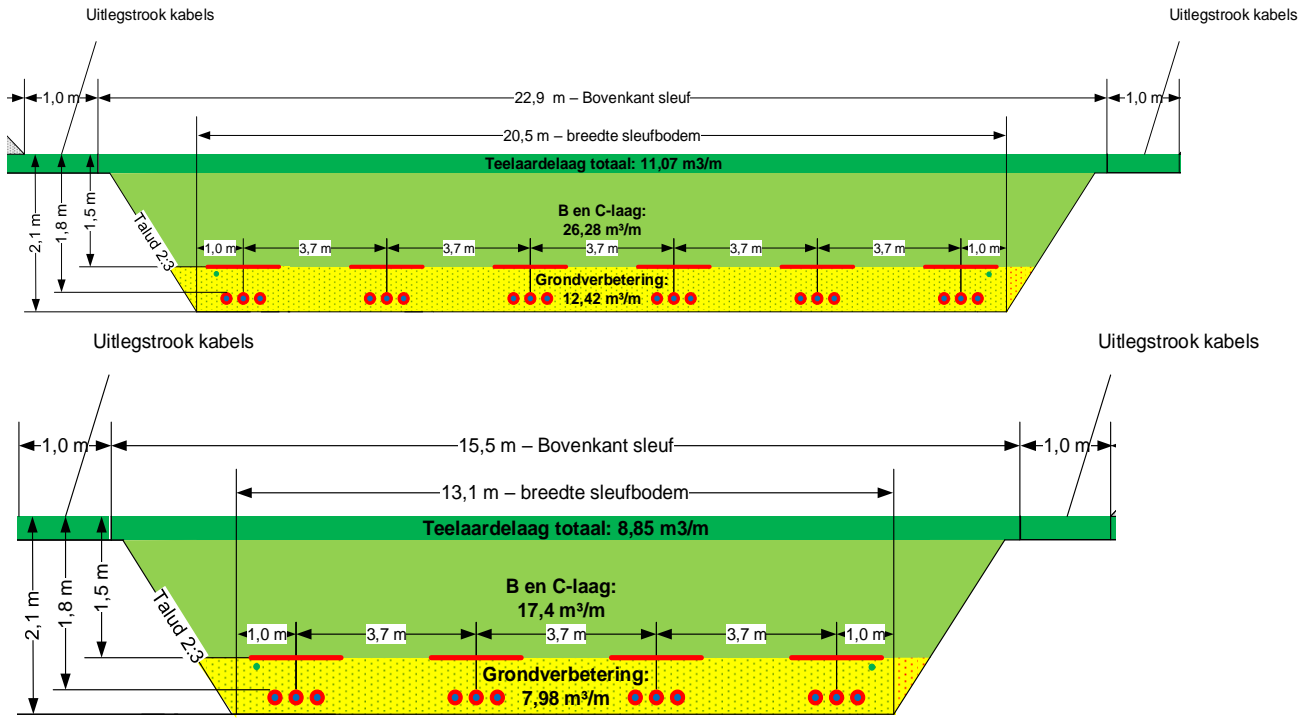 Uitlegstrook kabels
Uitlegstrook kabels
1,0 m
22,9 m – Bovenkant sleuf
1,0 m
20,5 m – breedte sleufbodem
Teelaardelaag totaal: 11,07 m3/m
2,1 m
1,8 m
1,5 m
Talud 2:3
B en C-laag:
26,28 m³/m
1,0 m
3,7 m
3,7 m
3,7 m
3,7 m
3,7 m
1,0 m
Grondverbetering:
12,42 m³/m
Uitlegstrook kabels
Uitlegstrook kabels
1,0 m
15,5 m – Bovenkant sleuf
1,0 m
13,1 m – breedte sleufbodem
Teelaardelaag totaal: 8,85 m3/m
2,1 m
1,8 m
1,5 m
Talud 2:3
B en C-laag:
17,4 m³/m
1,0 m
3,7 m
3,7 m
3,7 m
1,0 m
Grondverbetering:
7,98 m³/m